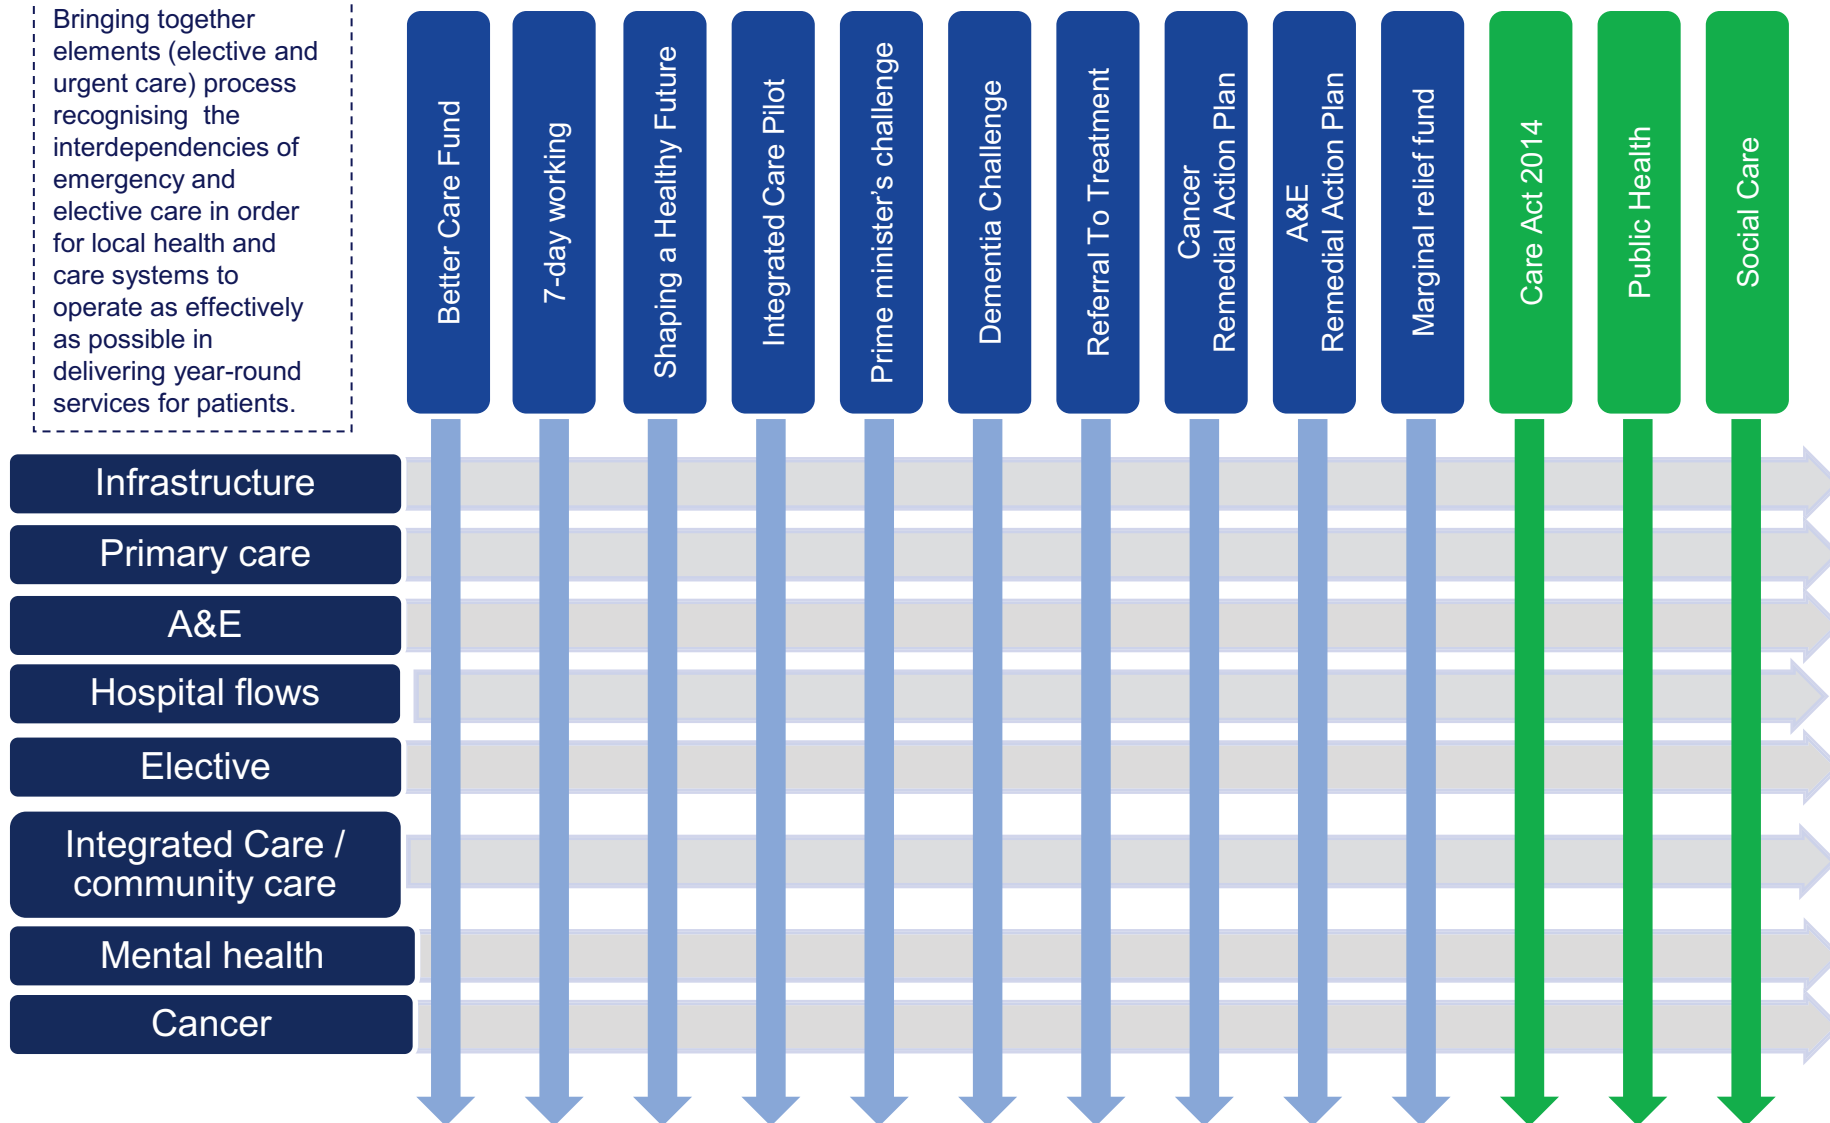 Bringing together
elements (elective and
urgent care) process
recognising the
interdependencies of
emergency and
elective care in order
for local health and
care systems to
operate as effectively
as possible in
delivering year-round
services for patients.
Better Care Fund
7-day working
Shaping a Healthy Future
Integrated Care Pilot
Prime minister’s challenge
Dementia Challenge
Referral To Treatment
Cancer
Remedial Action Plan
A&E
Remedial Action Plan
Marginal relief fund
Care Act 2014
Public Health
Social Care
Infrastructure
Primary care
A&E
Hospital flows
Elective
Integrated Care /
community care
Mental health
Cancer